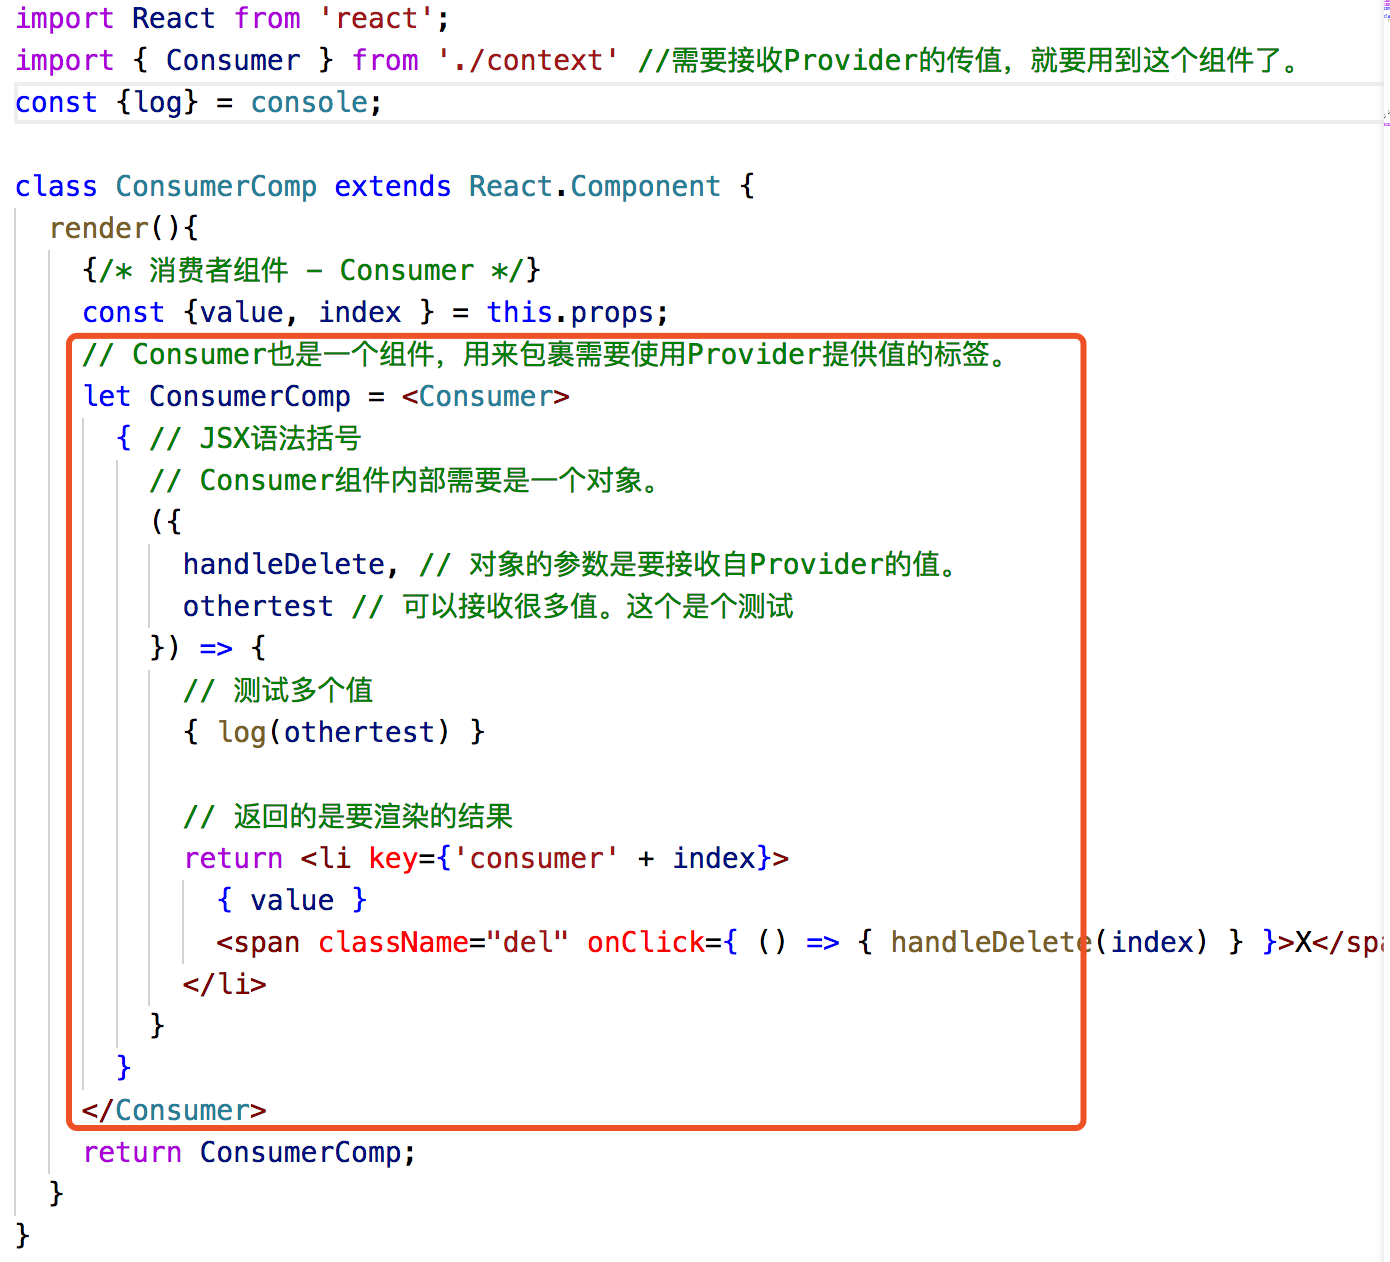 import React from 'react';
import { Consumer } from './context' //需要接收Provider的传值，就要用到这个组件了。
const {log} = console;
class ConsumerComp extends React.Component {
render(){
{/* 消费者组件 - Consumer */}
const {value, index } = this.props;
// Consumer也是一个组件，用来包裹需要使用Provider提供值的标签。
let ConsumerComp = <Consumer>
{ // JSX语法括号
// Consumer组件内部需要是一个对象。
({
handleDelete, // 对象的参数是要接收自Provider的值。
othertest // 可以接收很多值。这个是个测试
}) => {
// 测试多个值
{ log(othertest) }
// 返回的是要渲染的结果
return <li key={'consumer' + index}>
{ value }
<span className="del" onClick={ () => { handleDelete(index) } }>X</spa
</li>
}
}
</Consumer>
return ConsumerComp;
}
}